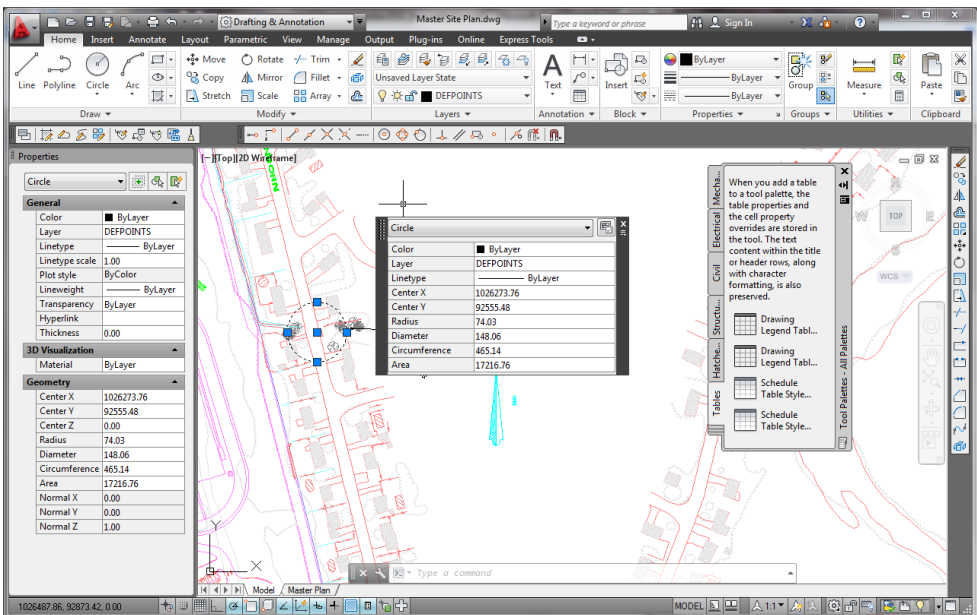 Drafting & Annotation
Master Site Plan.dwg
Type a keyword or phrase
Sign In
Home Insert Annotate Layout Parametric View Manage Output Plug-ins Online Express Tools
Move Rotate Trim
Unsaved Layer State
ByLayer
Line Polyline Circle Arc
Copy Mirror Fillet
Text
Insert
ByLayer
Group
Measure
Paste
Stretch Scale Array
DEFPOINTS
ByLayer
Draw Modify Layers Annotation Block Properties Groups Utilities Clipboard
Properties
[−][Top][2D Wireframe]
Circle
General
Color ByLayer
Layer DEFPOINTS
Linetype ByLayer
Linetype scale 1.00
Plot style ByColor
Lineweight ByLayer
Transparency ByLayer
Hyperlink
Thickness 0.00
3D Visualization
Material ByLayer
Geometry
Center X 1026273.76
Center Y 92555.48
Center Z 0.00
Radius 74.03
Diameter 148.06
Circumference 465.14
Area 17216.76
Normal X 0.00
Normal Y 0.00
Normal Z 1.00
Circle
Color ByLayer
Layer DEFPOINTS
Linetype ByLayer
Center X 1026273.76
Center Y 92555.48
Radius 74.03
Diameter 148.06
Circumference 465.14
Area 17216.76
Mecha...
Electrical
Civil
Structu...
Hatche...
Tables
When you add a table
to a tool palette, the
table properties and
the cell property
overrides are stored in
the tool. The text
content within the title
or header rows, along
with character
formatting, is also
preserved.
Drawing
Legend Tabl...
Drawing
Legend Tabl...
Schedule
Table Style...
Schedule
Table Style...
Tool Palettes - All Palettes
N
W TOP E
WCS
Y
X
Type a command
Model Master Plan
1026487.86, 92873.42, 0.00
MODEL
1:1